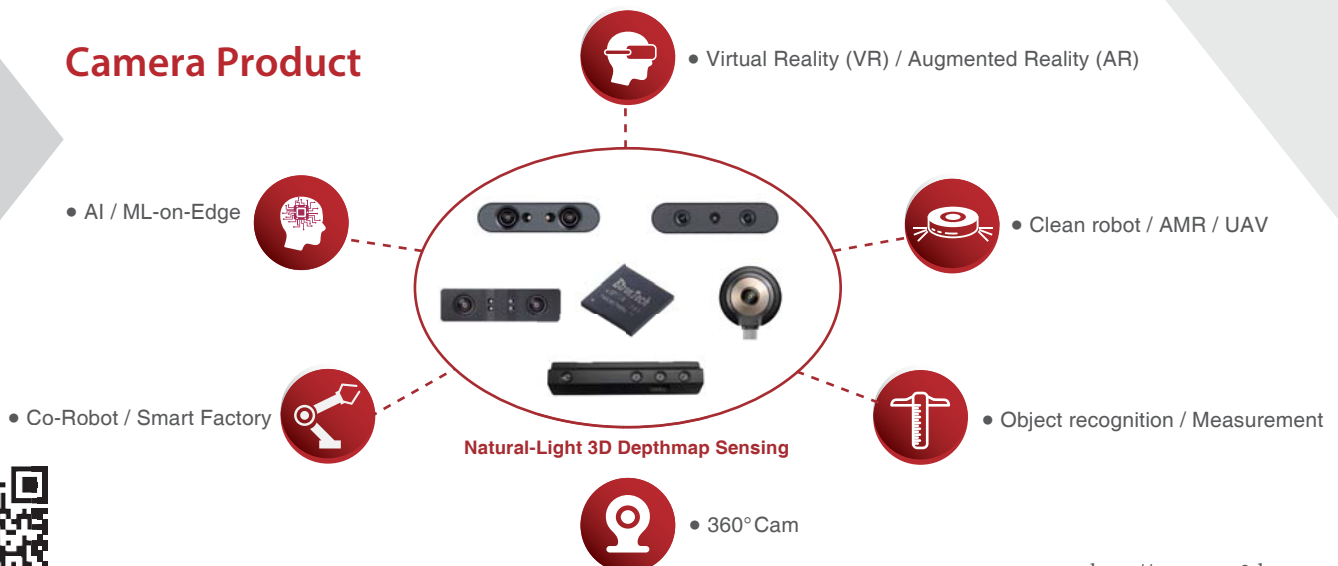 Camera Product
● Virtual Reality (VR) / Augmented Reality (AR)
● AI / ML-on-Edge
● Clean robot / AMR / UAV
● Co-Robot / Smart Factory
● Object recognition / Measurement
Natural-Light 3D Depthmap Sensing
● 360°Cam